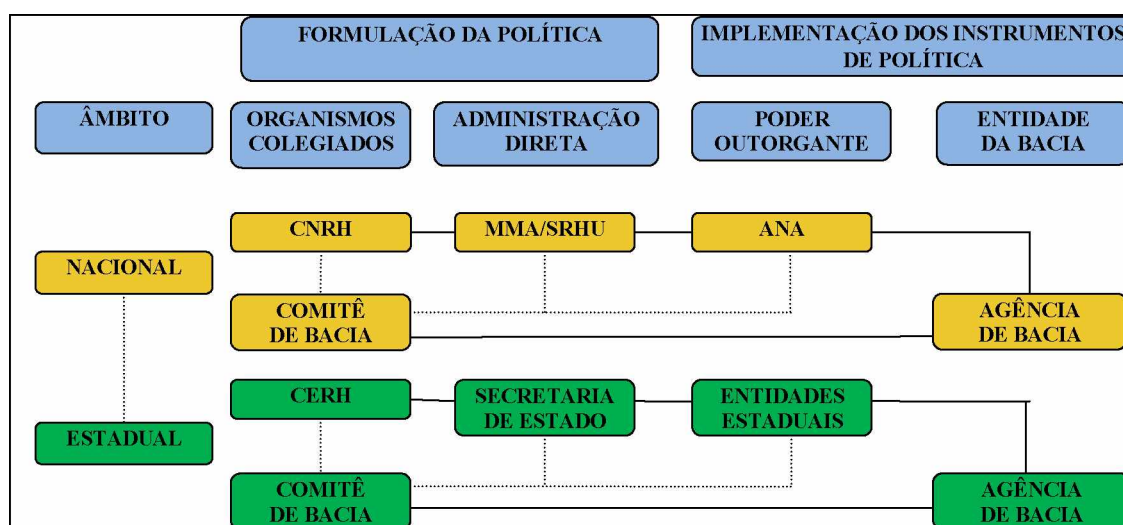 FORMULAÇÃO DA POLÍTICA
IMPLEMENTAÇÃO DOS INSTRUMENTOS
DE POLÍTICA
ÂMBITO
ORGANISMOS
COLEGIADOS
ADMINISTRAÇÃO
DIRETA
PODER
OUTORGANTE
ENTIDADE
DA BACIA
NACIONAL
CNRH
MMA/SRHU
ANA
COMITÊ
DE BACIA
AGÊNCIA
DE BACIA
ESTADUAL
CERH
SECRETARIA
DE ESTADO
ENTIDADES
ESTADUAIS
COMITÊ
DE BACIA
AGÊNCIA
DE BACIA